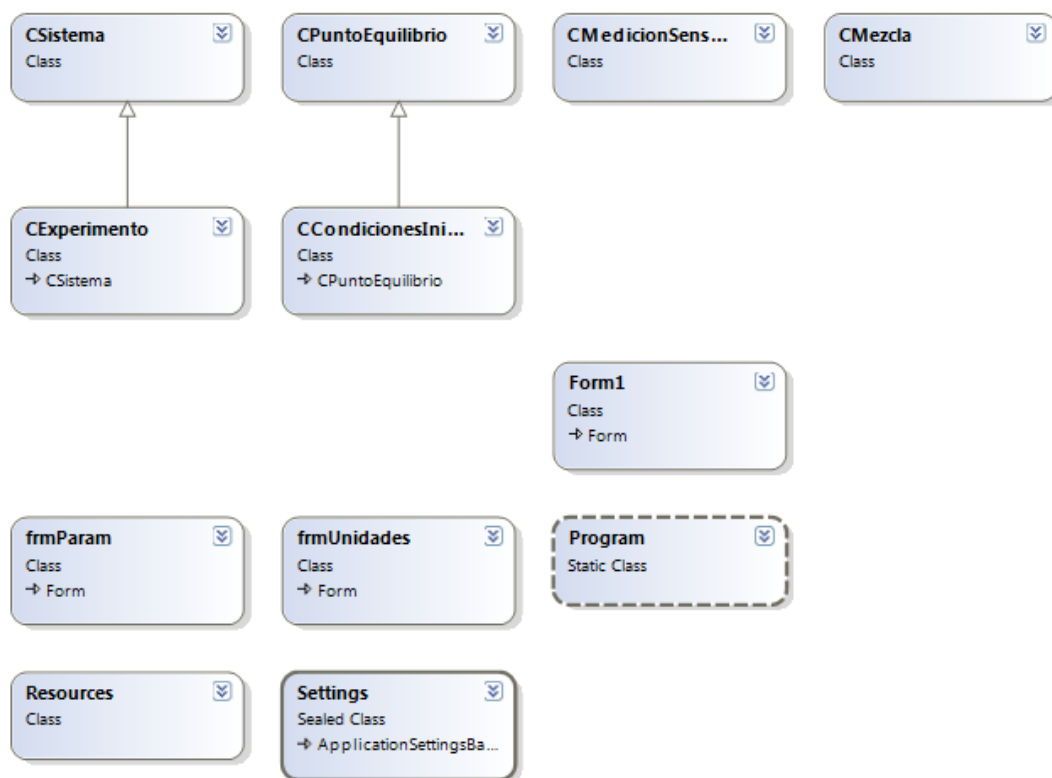 CSistema
Class
CPuntoEquilibrio
Class
CMedicionSens...
Class
CMezcla
Class
CExperimento
Class
CSistema
CCondicionesIni...
Class
CPuntoEquilibrio
Form1
Class
Form
frmParam
Class
Form
frmUnidades
Class
Form
Program
Static Class
Resources
Class
Settings
Sealed Class
ApplicationSettingsBa...